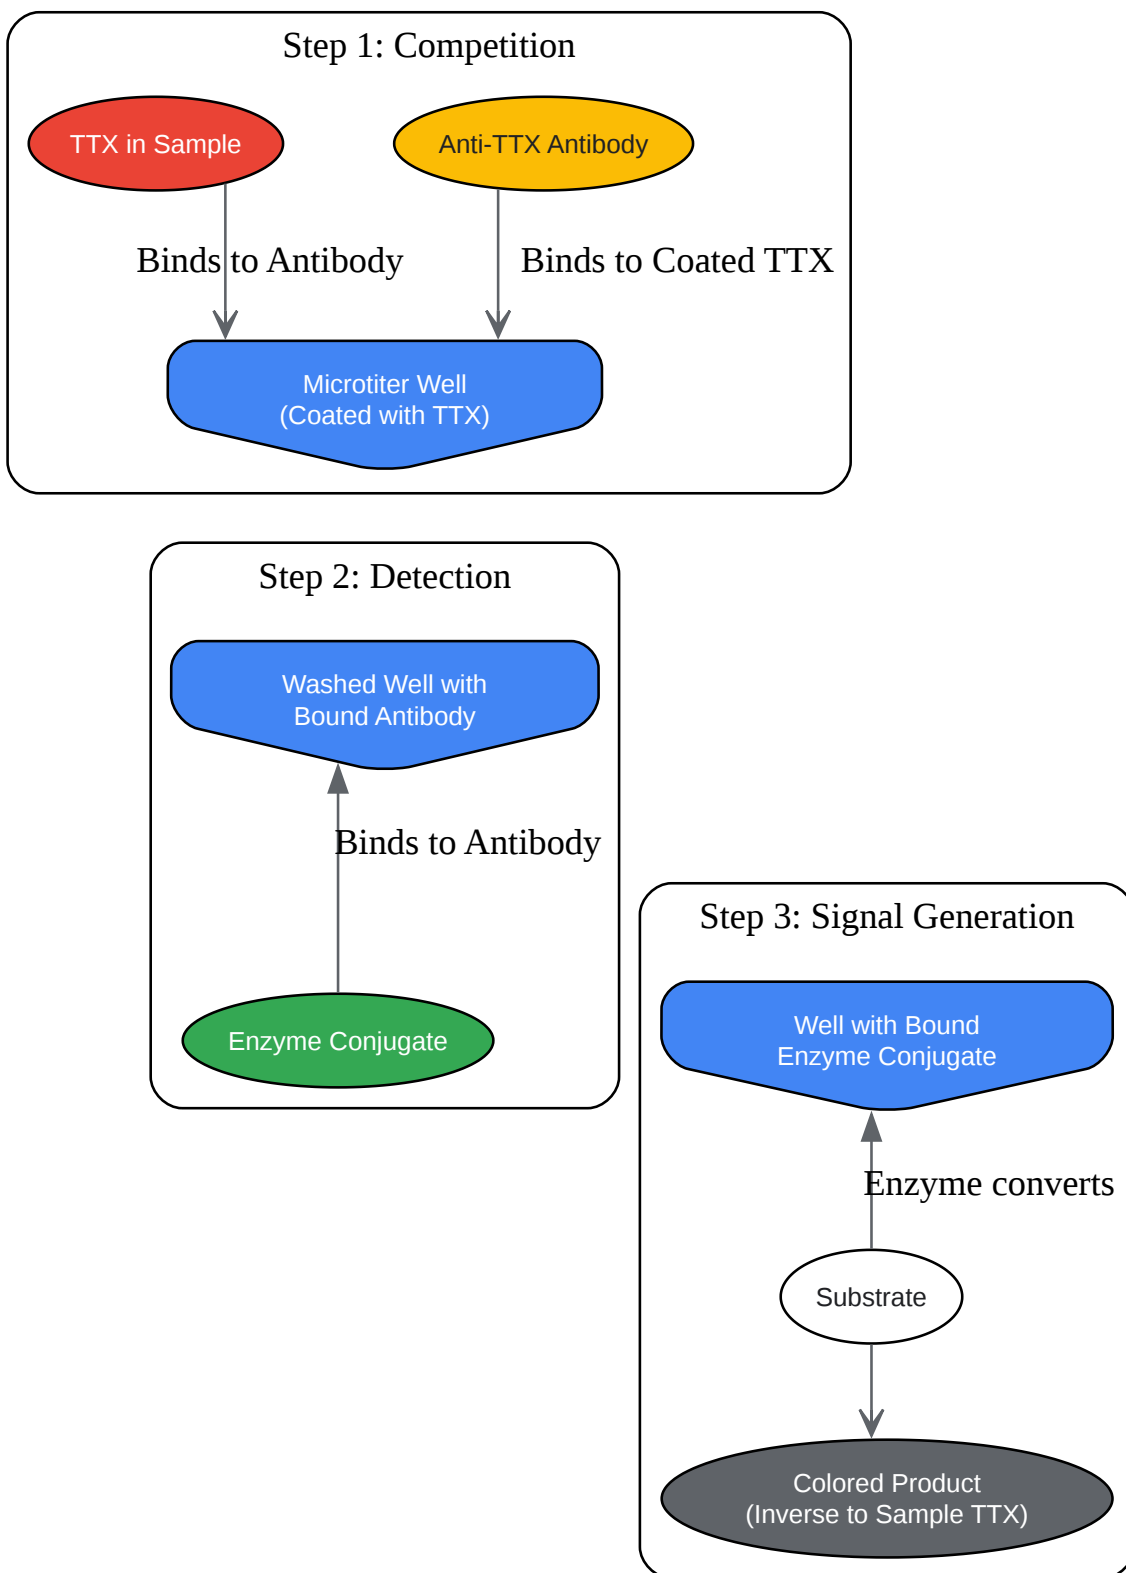 Step 1: Competition
TTX in Sample
Anti-TTX Antibody
Binds to Antibody
Binds to Coated TTX
Microtiter Well
(Coated with TTX)
Step 2: Detection
Washed Well with
Bound Antibody
Binds to Antibody
Enzyme Conjugate
Step 3: Signal Generation
Well with Bound
Enzyme Conjugate
Enzyme converts
Substrate
Colored Product
(Inverse to Sample TTX)